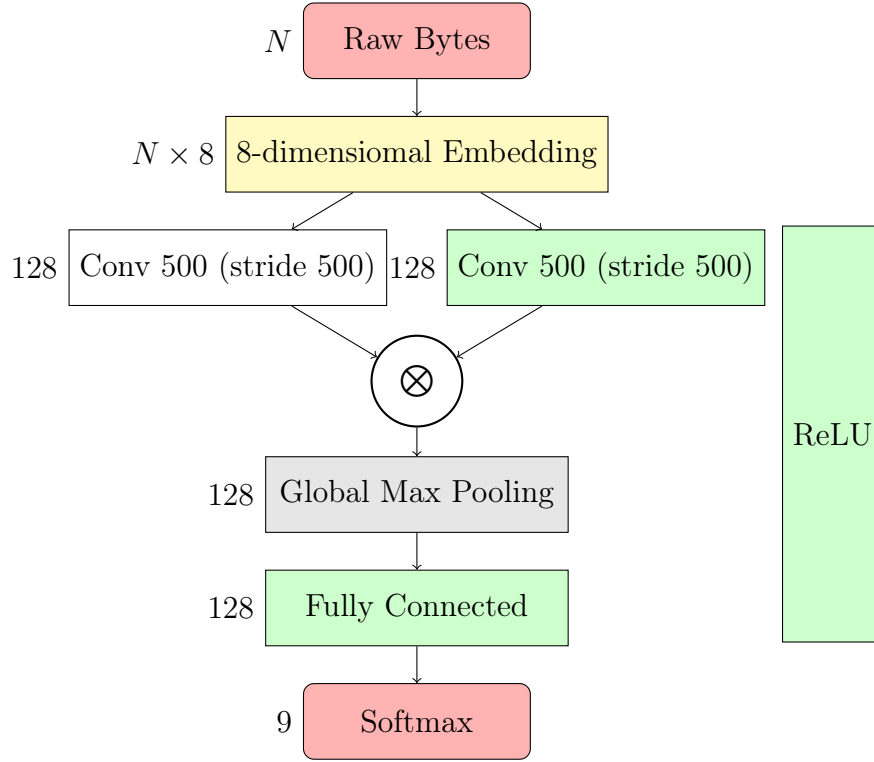 N Raw Bytes
N × 8 8-dimensiomal Embedding
128 Conv 500 (stride 500) 128 Conv 500 (stride 500)
⊗
ReLU
128 Global Max Pooling
128 Fully Connected
9 Softmax